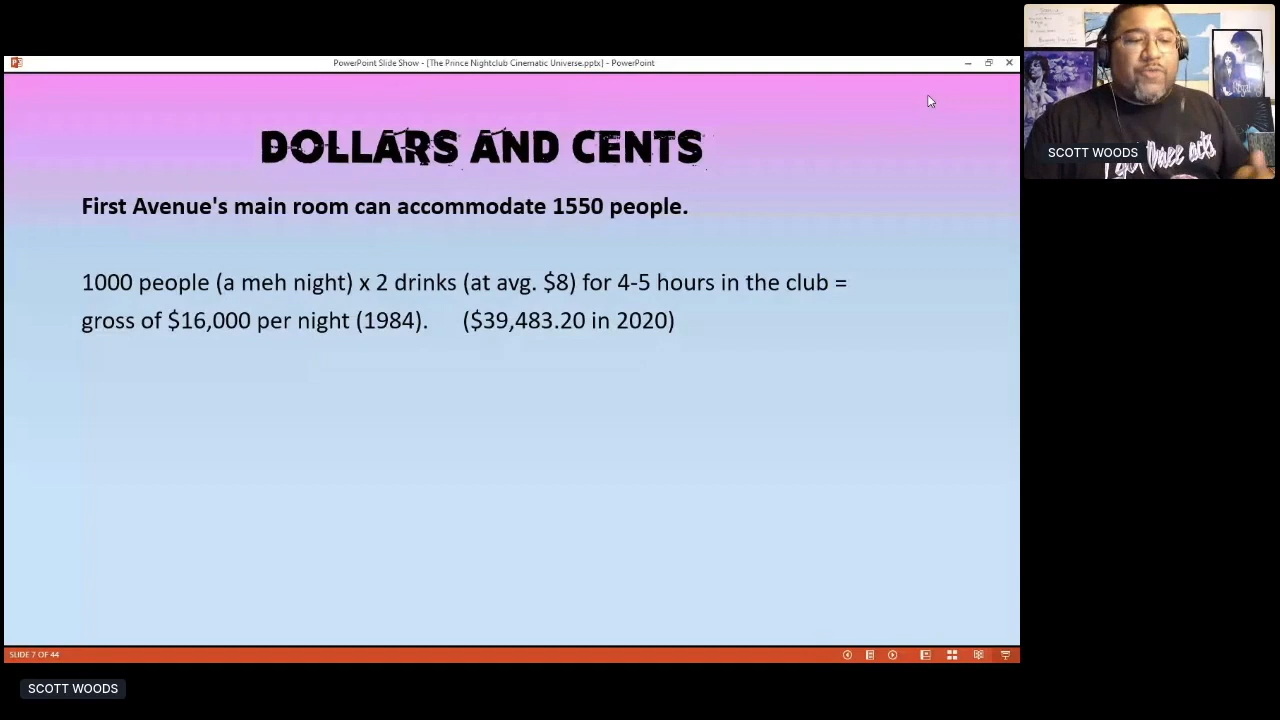 PowerPoint Slide Show - [The Prince Nightclub Cinematic Universe.pptx] - PowerPoint
DOLLARS AND CENTS
First Avenue's main room can accommodate 1550 people.
1000 people (a meh night) x 2 drinks (at avg. $8) for 4-5 hours in the club =
gross of $16,000 per night (1984). ($39,483.20 in 2020)
SLIDE 7 OF 44
SCOTT WOODS
SCOTT WOODS